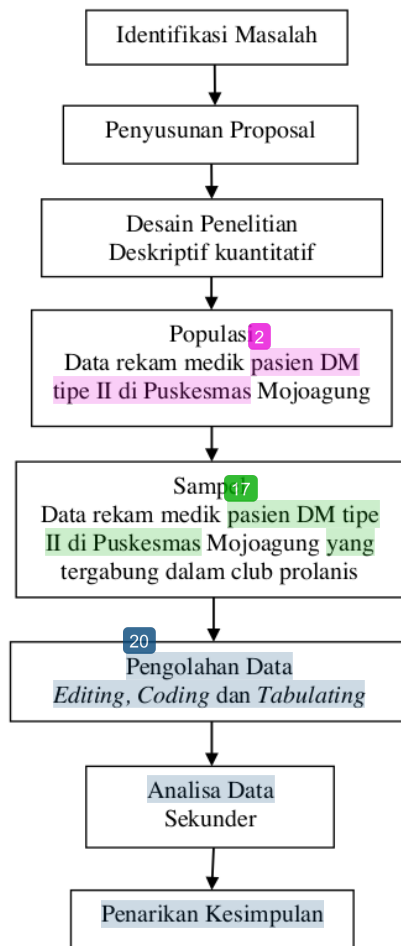 Identifikasi Masalah
Penyusunan Proposal
Desain Penelitian
Deskriptif kuantitatif
Populasi
2
Data rekam medik pasien DM
tipe II di Puskesmas Mojoagung
Sampel
17
Data rekam medik pasien DM tipe
II di Puskesmas Mojoagung yang
tergabung dalam club prolanis
20
Pengolahan Data
Editing, Coding dan Tabulating
Analisa Data
Sekunder
Penarikan Kesimpulan